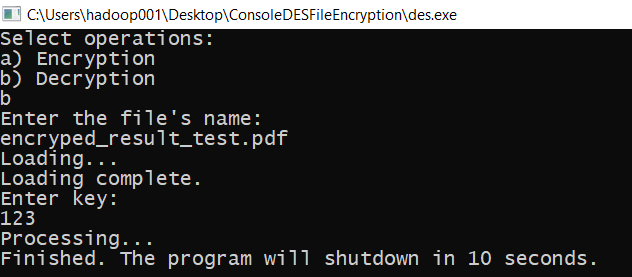 C:\Users\hadoop001\Desktop\ConsoleDESFileEncryption\des.exe
Select operations:
a) Encryption
b) Decryption
b
Enter the file's name:
encryped_result_test.pdf
Loading...
Loading complete.
Enter key:
123
Processing...
Finished. The program will shutdown in 10 seconds.